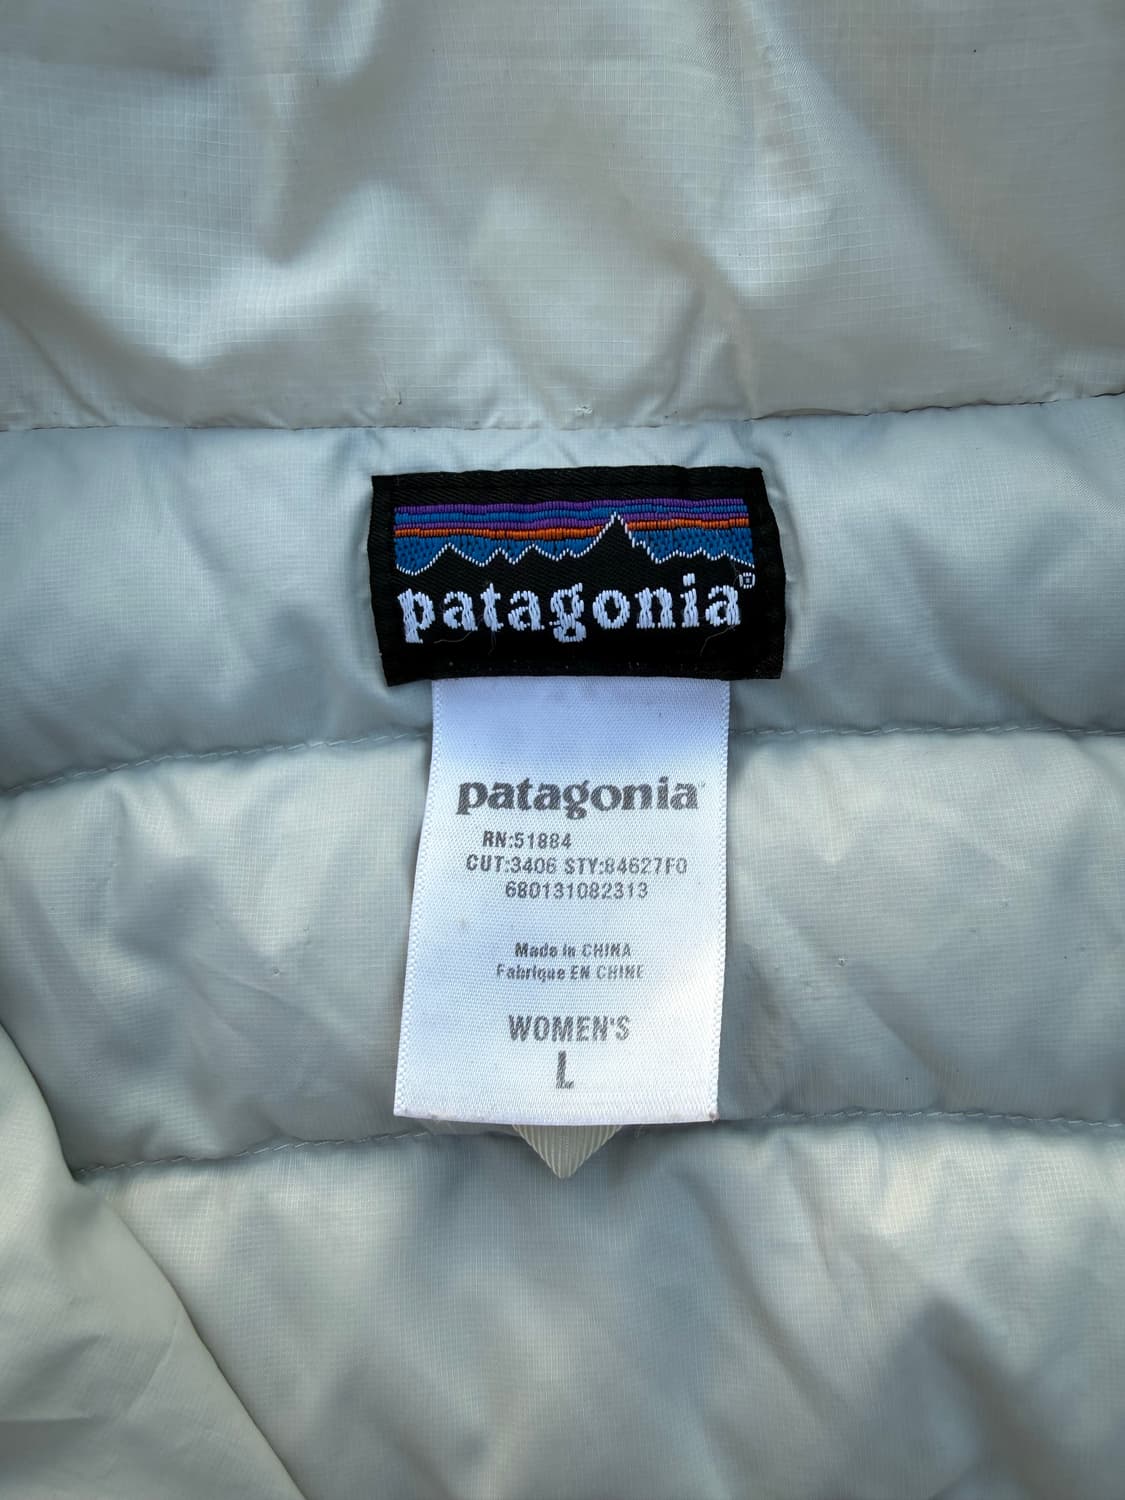 patagonia®
patagonia
RN:51884
CUT:3406 STY:84627F0
680131082313
Made in CHINA
Fabrique EN CHINE
WOMEN'S
L